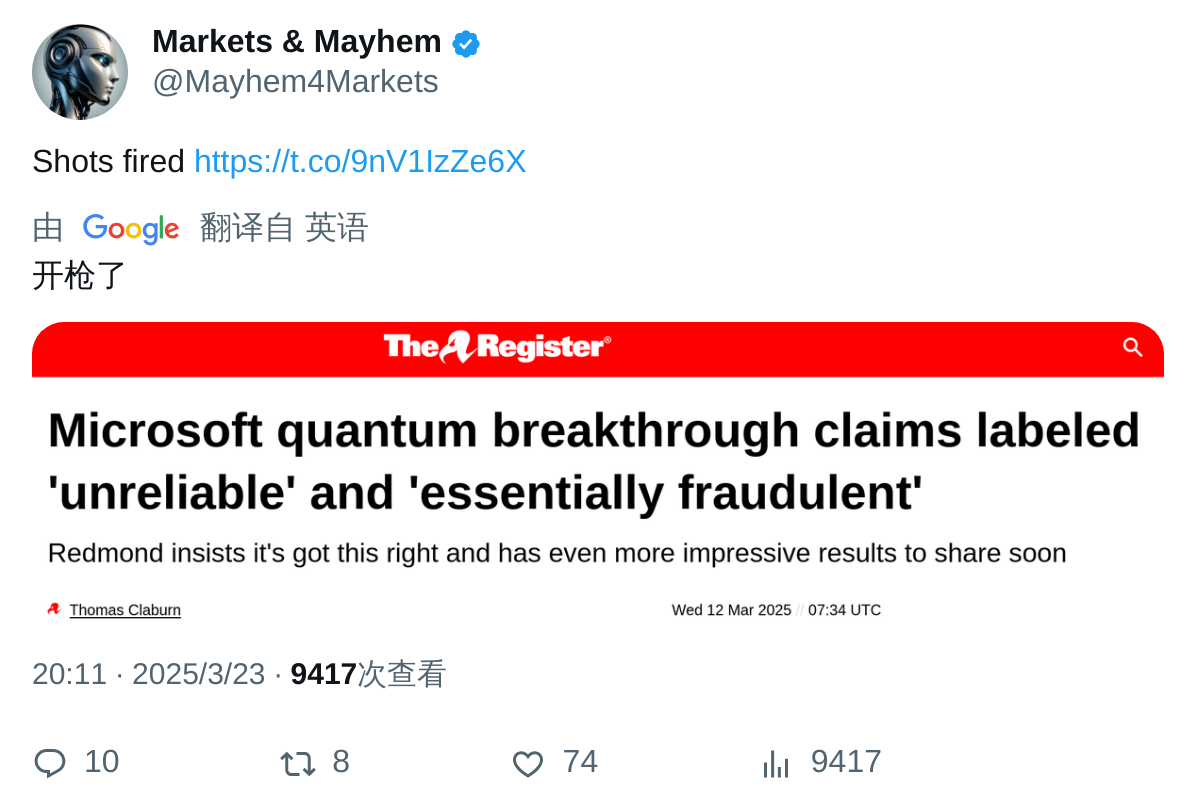 Markets & Mayhem
@Mayhem4Markets
Shots fired https://t.co/9nV1IzZe6X
由 Google 翻译自 英语
开枪了
The Register®
Microsoft quantum breakthrough claims labeled
'unreliable' and 'essentially fraudulent'
Redmond insists it's got this right and has even more impressive results to share soon
Thomas Claburn Wed 12 Mar 2025 // 07:34 UTC
20:11 · 2025/3/23 · 9417次查看
10 8 74 9417